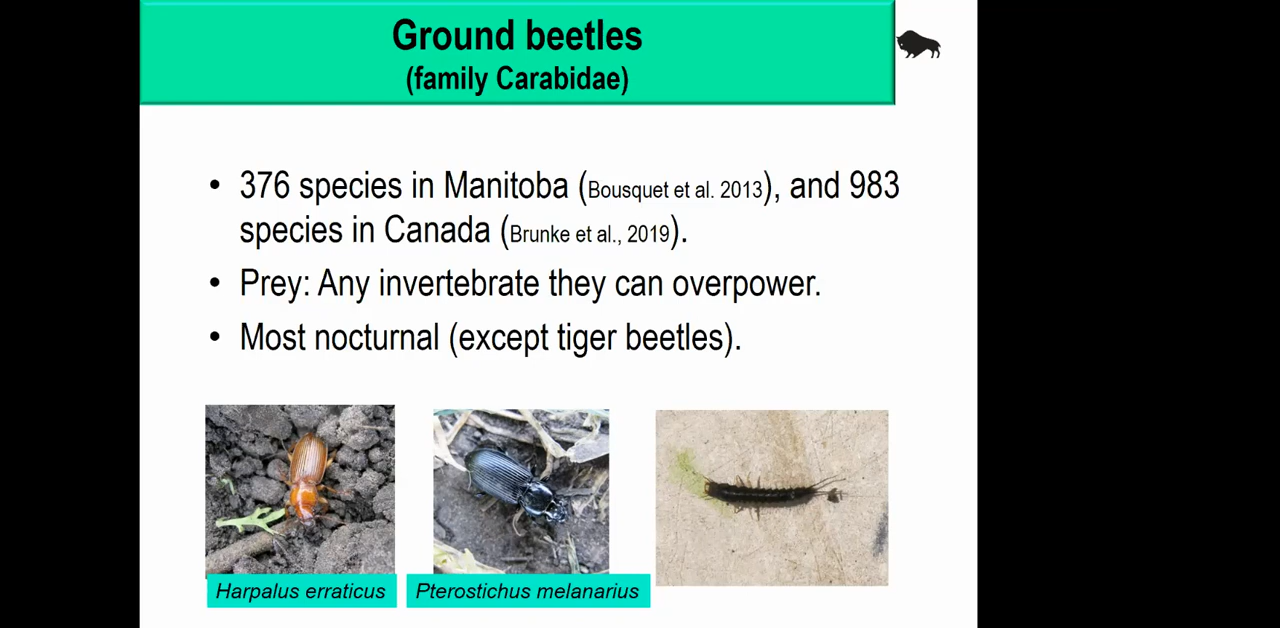 Ground beetles
(family Carabidae)
• 376 species in Manitoba (Bousquet et al. 2013), and 983
species in Canada (Brunke et al., 2019).
• Prey: Any invertebrate they can overpower.
• Most nocturnal (except tiger beetles).
Harpalus erraticus
Pterostichus melanarius